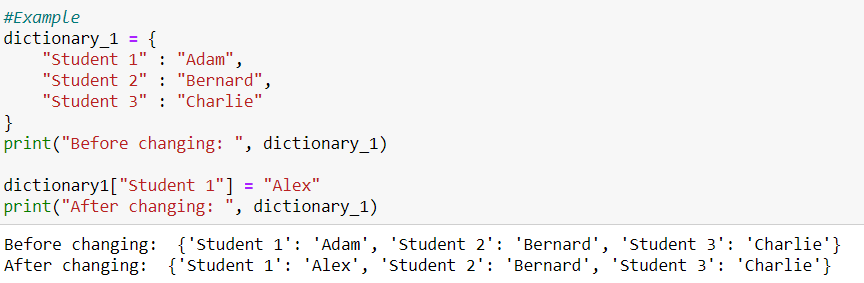 #Example
dictionary_1 = {
    "Student 1" : "Adam",
    "Student 2" : "Bernard",
    "Student 3" : "Charlie"
}
print("Before changing: ", dictionary_1)
dictionary1["Student 1"] = "Alex"
print("After changing: ", dictionary_1)
Before changing:  {'Student 1': 'Adam', 'Student 2': 'Bernard', 'Student 3': 'Charlie'}
After changing:  {'Student 1': 'Alex', 'Student 2': 'Bernard', 'Student 3': 'Charlie'}